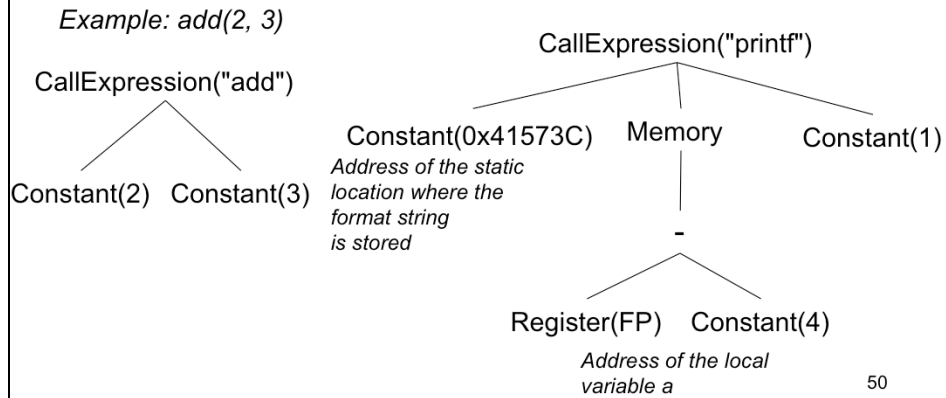 Example: add(2, 3)
CallExpression("add")
Constant(2) Constant(3)
CallExpression("printf")
Constant(0x41573C) Memory Constant(1)
Address of the static
location where the
format string
is stored
-
Register(FP) Constant(4)
Address of the local
variable a
50